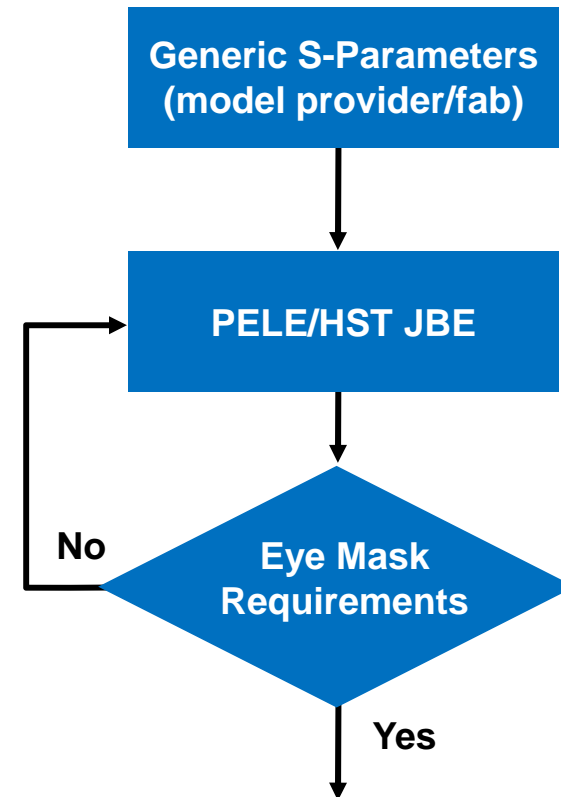 Generic S-Parameters
(model provider/fab)
PELE/HST JBE
No
Eye Mask
Requirements
Yes